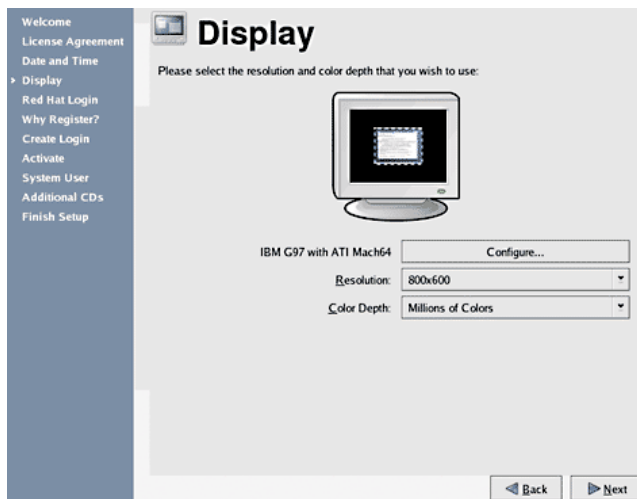 Welcome
License Agreement
Date and Time
Display
Red Hat Login
Why Register?
Create Login
Activate
System User
Additional CDs
Finish Setup
Display
Please select the resolution and color depth that you wish to use:
IBM G97 with ATI Mach64
Configure...
Resolution:
800x600
Color Depth:
Millions of Colors
Back
Next